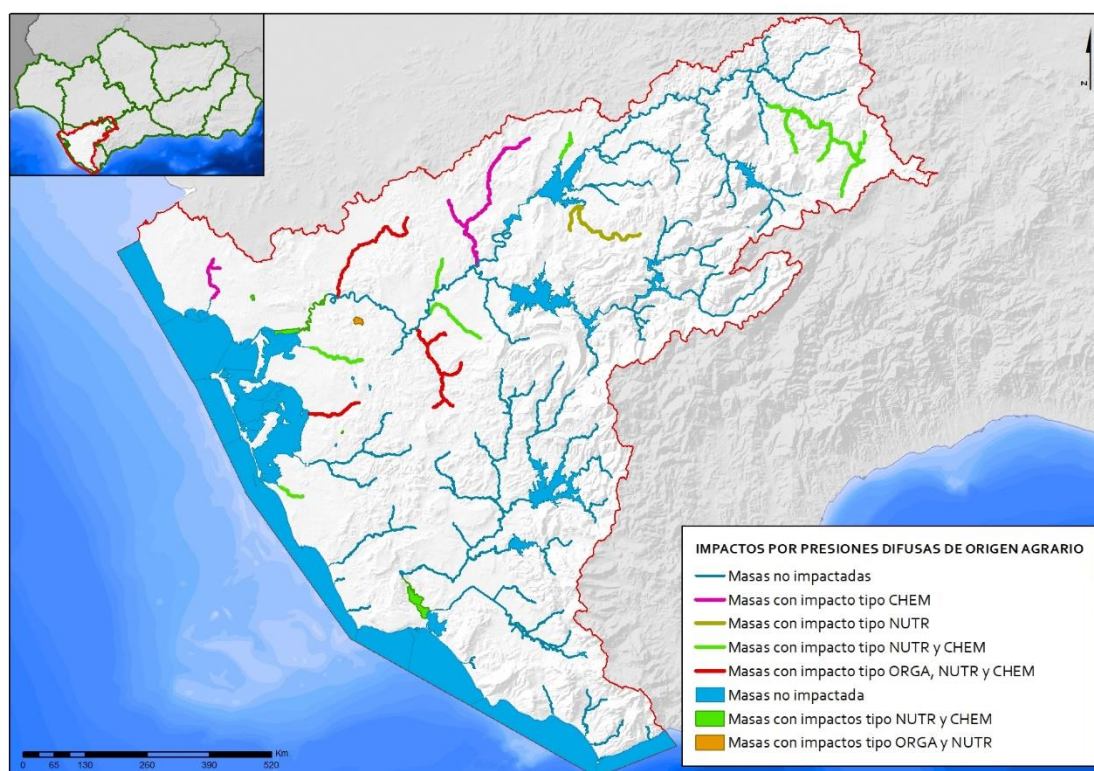 N
IMPACTOS POR PRESIONES DIFUSAS DE ORIGEN AGRARIO
Masas no impactadas
Masas con impacto tipo CHEM
Masas con impacto tipo NUTR
Masas con impacto tipo NUTR y CHEM
Masas con impacto tipo ORGA, NUTR y CHEM
Masas no impactada
Masas con impactos tipo NUTR y CHEM
Masas con impactos tipo ORGA y NUTR
Km
0 65 130 260 390 520